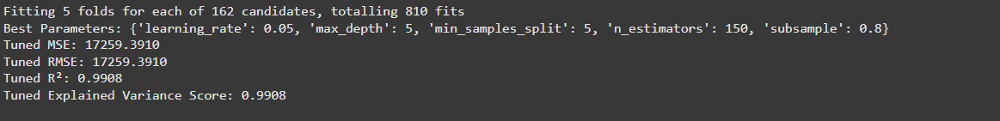 Fitting 5 folds for each of 162 candidates, totalling 810 fits
Best Parameters: {'learning_rate': 0.05, 'max_depth': 5, 'min_samples_split': 5, 'n_estimators': 150, 'subsample': 0.8}
Tuned MSE: 17259.3910
Tuned RMSE: 17259.3910
Tuned R²: 0.9908
Tuned Explained Variance Score: 0.9908